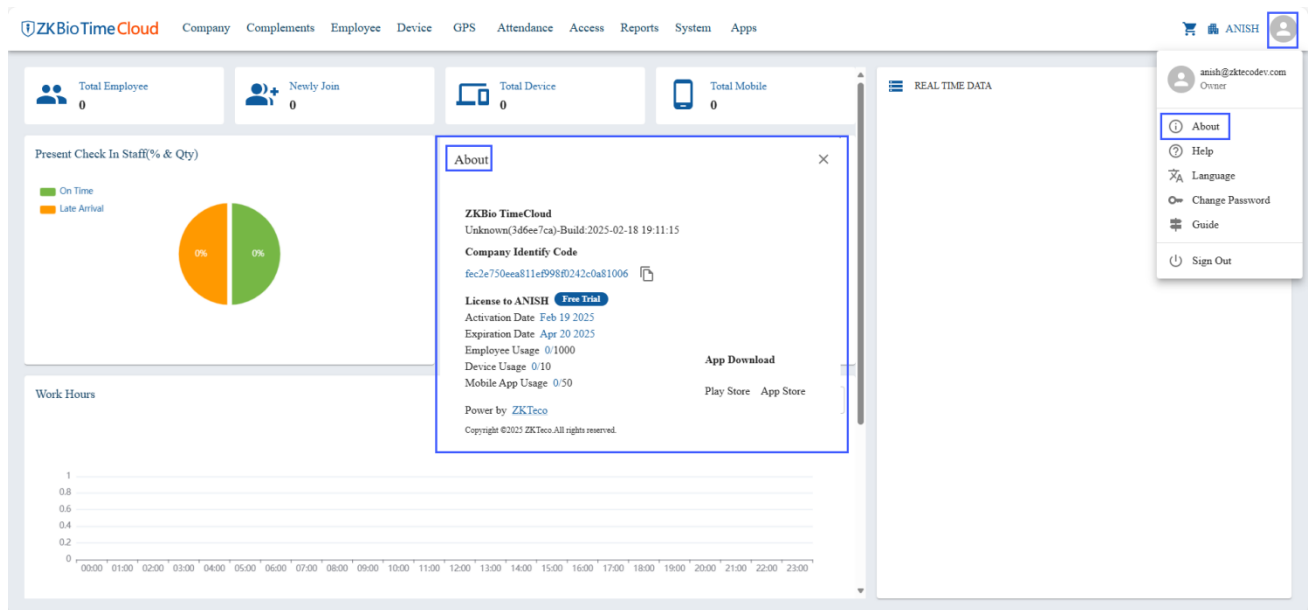 ZKBioTime Cloud
Company Complements Employee Device GPS Attendance Access Reports System Apps
ANISH
Total Employee
0
Newly Join
0
Total Device
0
Total Mobile
0
REAL TIME DATA
anish@zktecodev.com
Owner
About
Help
Language
Change Password
Guide
Sign Out
Present Check In Staff(% & Qty)
On Time
Late Arrival
0% 0%
About
ZKBio TimeCloud
Unknown(3d6ee7ca)-Build:2025-02-18 19:11:15
Company Identify Code
fec2e750eea811ef998f0242c0a81006
License to ANISH Free Trial
Activation Date Feb 19 2025
Expiration Date Apr 20 2025
Employee Usage 0/1000
Device Usage 0/10
Mobile App Usage 0/50
App Download
Play Store App Store
Power by ZKTeco
Copyright ©2025 ZKTeco.All rights reserved.
Work Hours
1
0.8
0.6
0.4
0.2
0
00:00 01:00 02:00 03:00 04:00 05:00 06:00 07:00 08:00 09:00 10:00 11:00 12:00 13:00 14:00 15:00 16:00 17:00 18:00 19:00 20:00 21:00 22:00 23:00